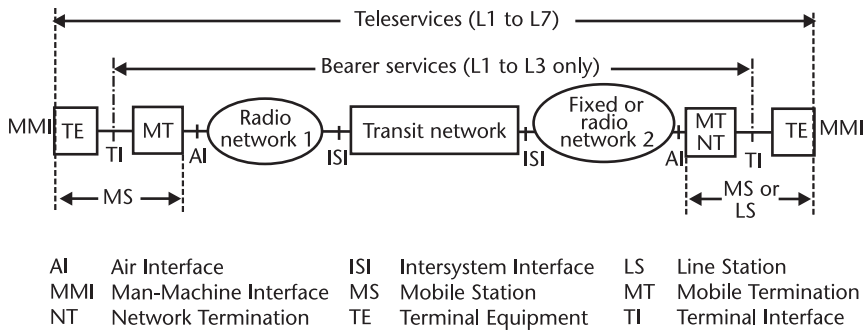 Teleservices (L1 to L7)
Bearer services (L1 to L3 only)
MMI TE TI MT AI Radio network 1 ISI Transit network ISI Fixed or radio network 2 AI MT NT TI TE MMI
MS
MS or LS
AI Air Interface ISI Intersystem Interface LS Line Station
MMI Man-Machine Interface MS Mobile Station MT Mobile Termination
NT Network Termination TE Terminal Equipment TI Terminal Interface